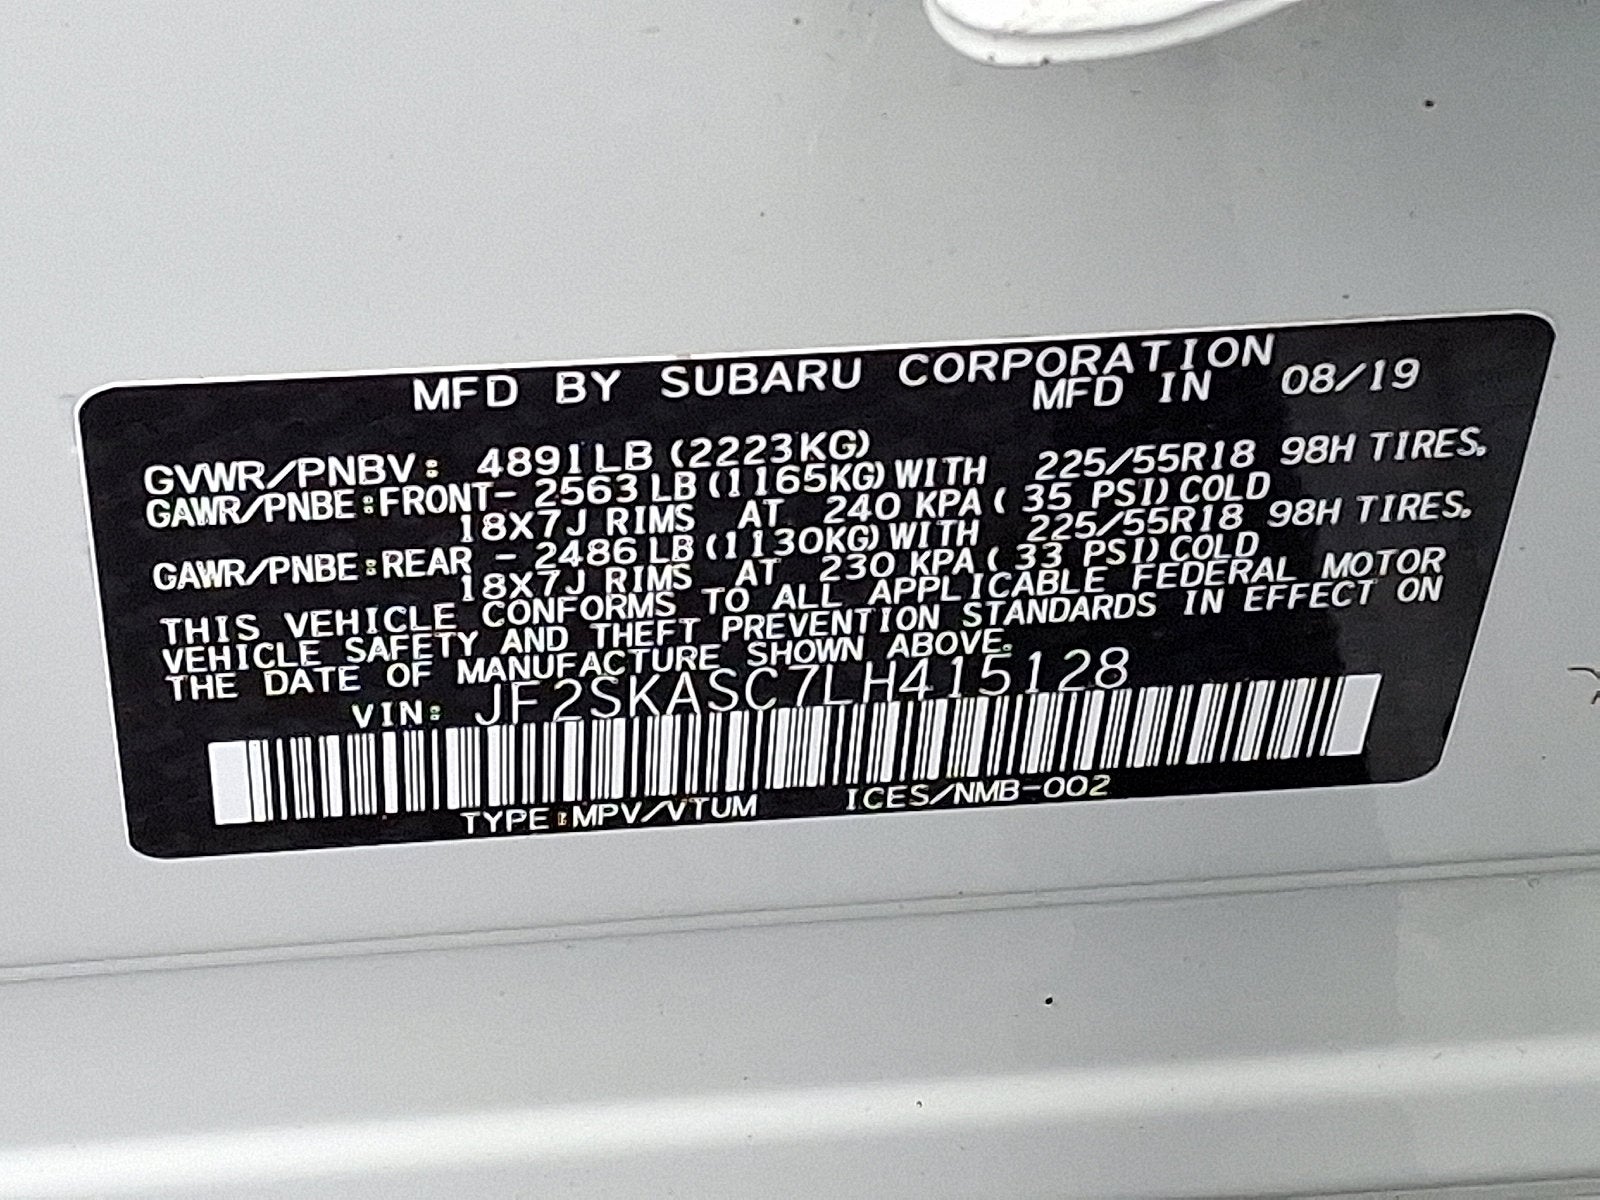 MFD BY SUBARU CORPORATION
MFD IN 08/19
GVWR/PNBV: 4891LB (2223KG)
GAWR/PNBE:FRONT- 2563LB(1165KG)WITH 225/55R18 98H TIRES.
18X7J RIMS AT 240 KPA( 35 PSI)COLD
GAWR/PNBE:REAR - 2486LB(1130KG)WITH 225/55R18 98H TIRES.
18X7J RIMS AT 230 KPA( 33 PSI)COLD
THIS VEHICLE CONFORMS TO ALL APPLICABLE FEDERAL MOTOR
VEHICLE SAFETY AND THEFT PREVENTION STANDARDS IN EFFECT ON
THE DATE OF MANUFACTURE SHOWN ABOVE.
VIN: JF2SKASC7LH415128
TYPE:MPV/VTUM ICES/NMB-002